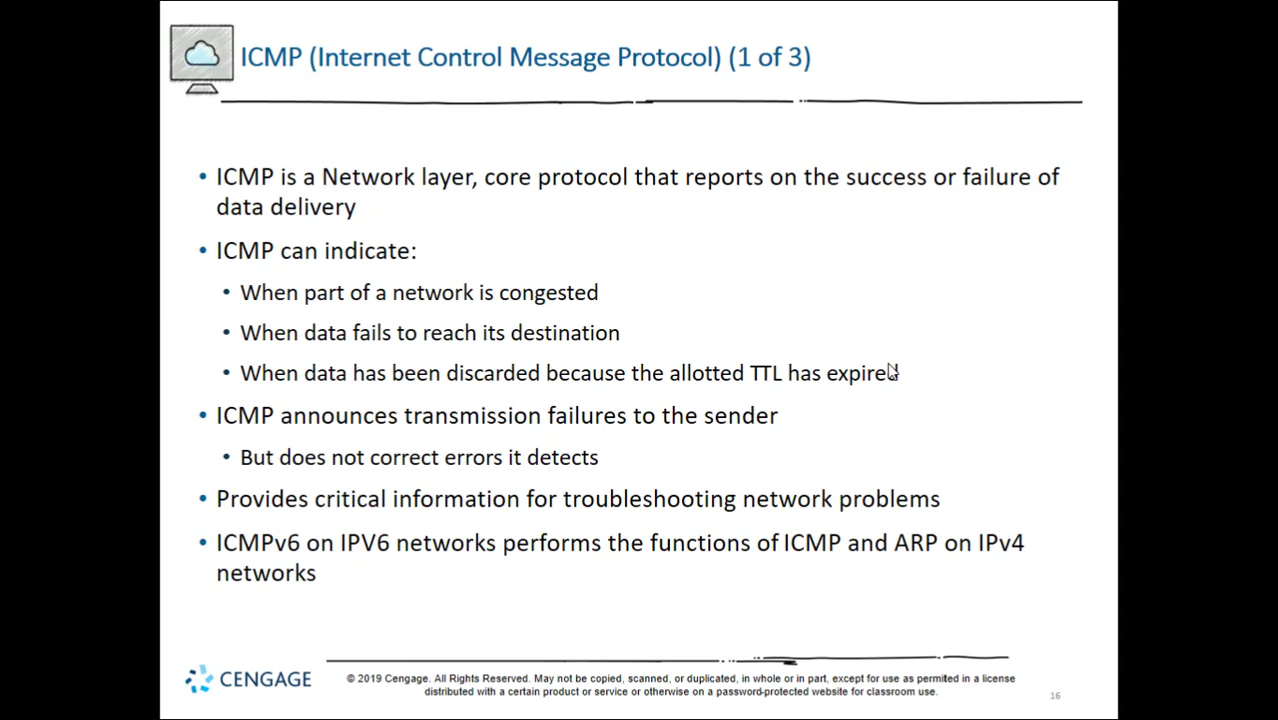 ICMP (Internet Control Message Protocol) (1 of 3)
• ICMP is a Network layer, core protocol that reports on the success or failure of
data delivery
• ICMP can indicate:
• When part of a network is congested
• When data fails to reach its destination
• When data has been discarded because the allotted TTL has expired
• ICMP announces transmission failures to the sender
• But does not correct errors it detects
• Provides critical information for troubleshooting network problems
• ICMPv6 on IPV6 networks performs the functions of ICMP and ARP on IPv4
networks
CENGAGE
© 2019 Cengage. All Rights Reserved. May not be copied, scanned, or duplicated, in whole or in part, except for use as permitted in a license
distributed with a certain product or service or otherwise on a password-protected website for classroom use.
16